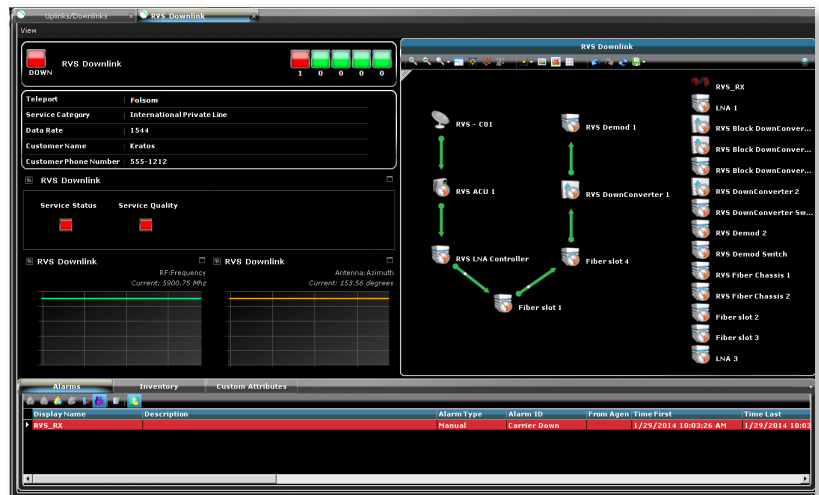 Uplinks/Downlinks x RVS Downlink x
View
RVS Downlink
DOWN
1 0 0 0 0
Teleport Folsom
Service Category International Private Line
Data Rate 1544
Customer Name Kratos
Customer Phone Number 555-1212
RVS Downlink
Service Status Service Quality
RVS Downlink
RF:Frequency
Current: 5900.75 Mhz
RVS Downlink
Antenna:Azimuth
Current: 153.56 degrees
RVS Downlink
RVS - C01
RVS ACU 1
RVS LNA Controller
Fiber slot 1
Fiber slot 4
RVS DownConverter 1
RVS Demod 1
RVS_RX
LNA 1
RVS Block DownConver...
RVS Block DownConver...
RVS Block DownConver...
RVS DownConverter 2
RVS DownConverter Sw...
RVS Demod 2
RVS Demod Switch
RVS Fiber Chassis 1
RVS Fiber Chassis 2
Fiber slot 2
Fiber slot 3
LNA 3
Alarms Inventory Custom Attributes
Display Name Description Alarm Type Alarm ID From Agen Time First Time Last
RVS_RX Manual Carrier Down 1/29/2014 10:03:26 AM 1/29/2014 10:03